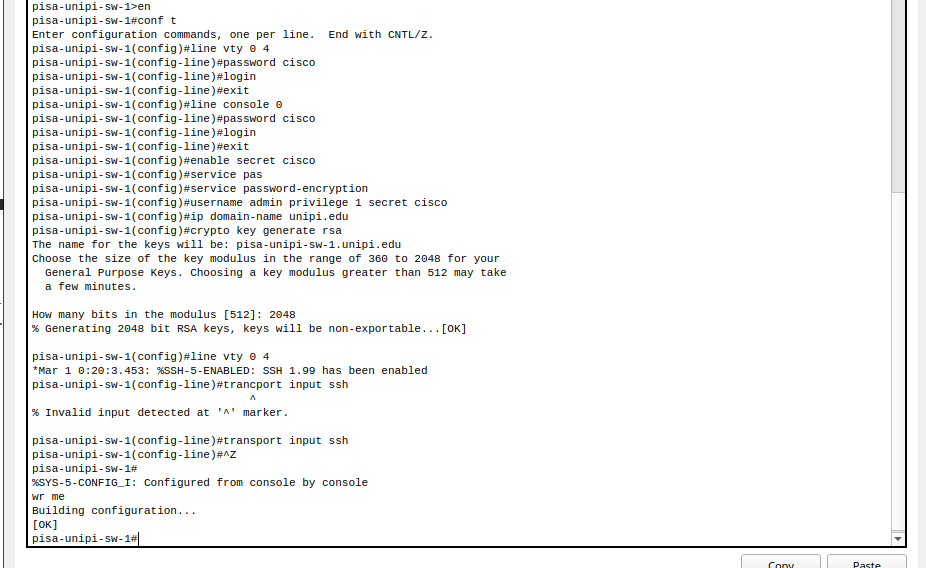 pisa-unipi-sw-1>en
pisa-unipi-sw-1#conf t
Enter configuration commands, one per line.  End with CNTL/Z.
pisa-unipi-sw-1(config)#line vty 0 4
pisa-unipi-sw-1(config-line)#password cisco
pisa-unipi-sw-1(config-line)#login
pisa-unipi-sw-1(config-line)#exit
pisa-unipi-sw-1(config)#line console 0
pisa-unipi-sw-1(config-line)#password cisco
pisa-unipi-sw-1(config-line)#login
pisa-unipi-sw-1(config-line)#exit
pisa-unipi-sw-1(config)#enable secret cisco
pisa-unipi-sw-1(config)#service pas
pisa-unipi-sw-1(config)#service password-encryption
pisa-unipi-sw-1(config)#username admin privilege 1 secret cisco
pisa-unipi-sw-1(config)#ip domain-name unipi.edu
pisa-unipi-sw-1(config)#crypto key generate rsa
The name for the keys will be: pisa-unipi-sw-1.unipi.edu
Choose the size of the key modulus in the range of 360 to 2048 for your
  General Purpose Keys. Choosing a key modulus greater than 512 may take
  a few minutes.

How many bits in the modulus [512]: 2048
% Generating 2048 bit RSA keys, keys will be non-exportable...[OK]

pisa-unipi-sw-1(config)#line vty 0 4
*Mar 1 0:20:3.453: %SSH-5-ENABLED: SSH 1.99 has been enabled
pisa-unipi-sw-1(config-line)#trancport input ssh
                                 ^
% Invalid input detected at '^' marker.

pisa-unipi-sw-1(config-line)#transport input ssh
pisa-unipi-sw-1(config-line)#^Z
pisa-unipi-sw-1#
%SYS-5-CONFIG_I: Configured from console by console
wr me
Building configuration...
[OK]
pisa-unipi-sw-1#
Copy Paste